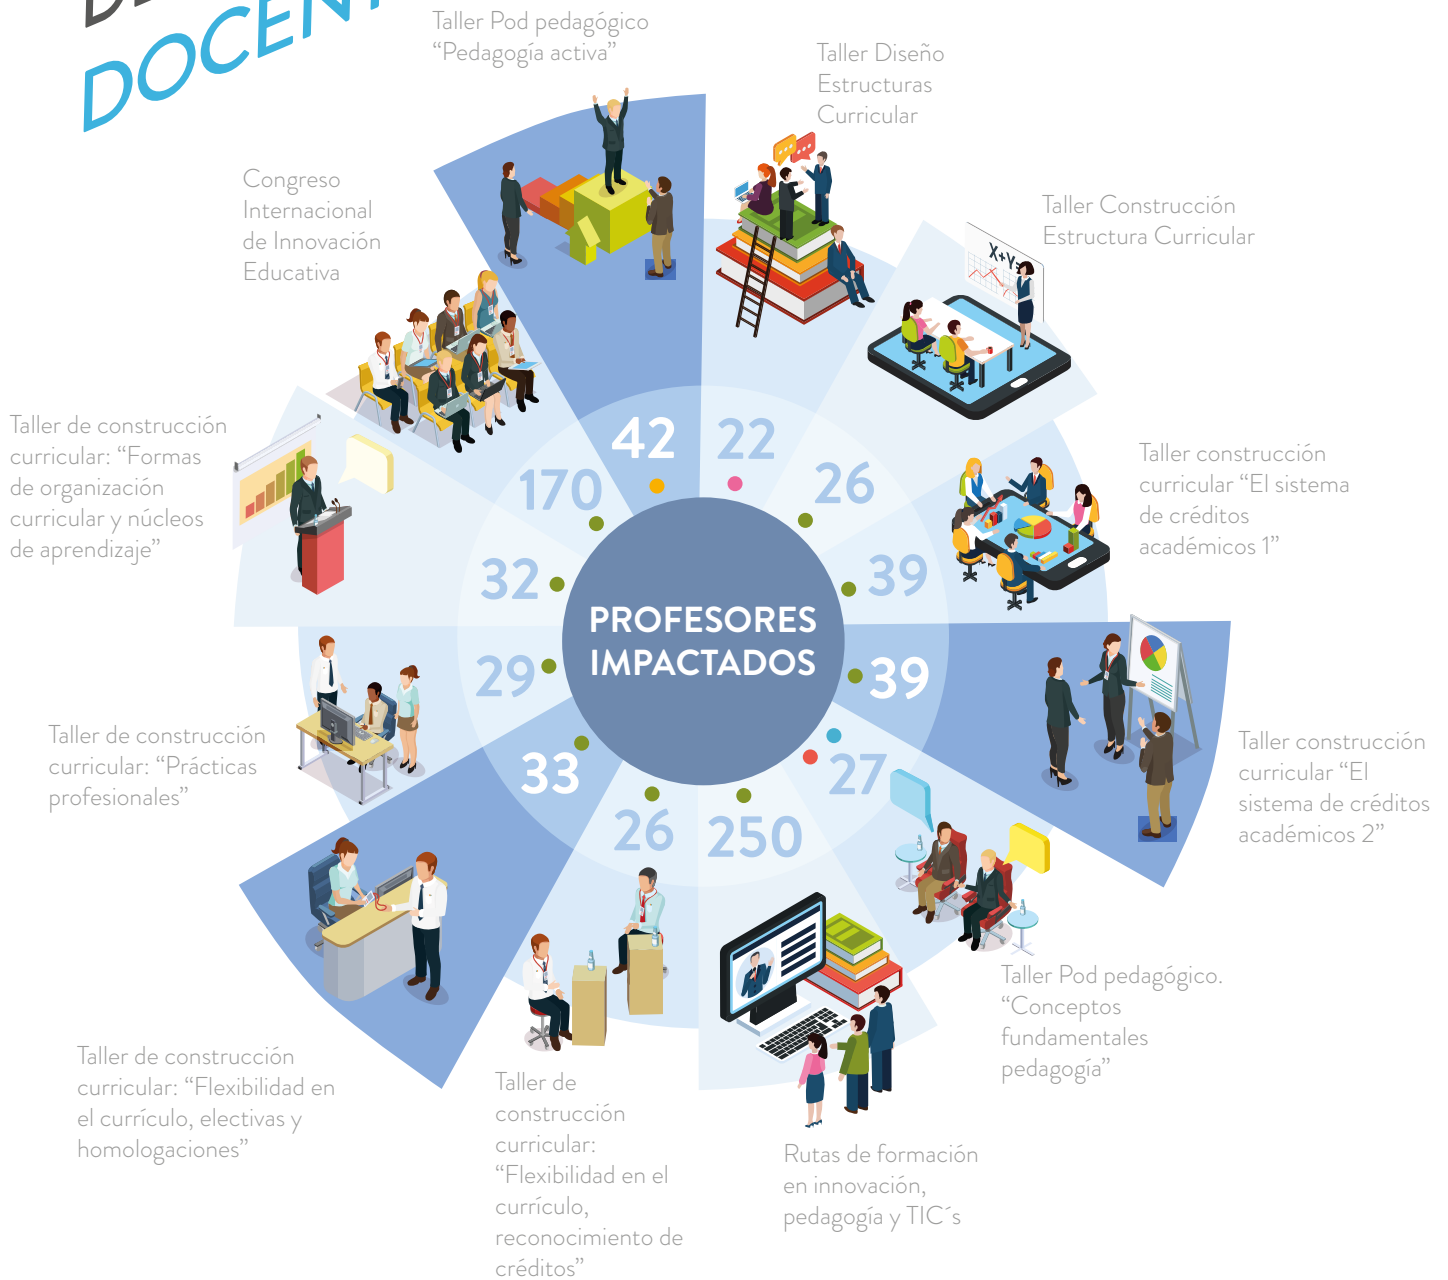 DOCEN
Taller Pod pedagógico
“Pedagogía activa”
Taller Diseño
Estructuras
Curricular
Taller Construcción
Estructura Curricular
Taller construcción
curricular “El sistema
de créditos
académicos 1”
Taller construcción
curricular “El
sistema de créditos
académicos 2”
Taller Pod pedagógico.
“Conceptos
fundamentales
pedagogía”
Rutas de formación
en innovación,
pedagogía y TIC´s
Taller de
construcción
curricular:
“Flexibilidad en el
currículo,
reconocimiento de
créditos”
Taller de construcción
curricular: “Flexibilidad en
el currículo, electivas y
homologaciones”
Taller de construcción
curricular: “Prácticas
profesionales”
Taller de construcción
curricular: “Formas
de organización
curricular y núcleos
de aprendizaje”
Congreso
Internacional
de Innovación
Educativa
42
22
26
39
39
27
250
26
33
29
32
170
PROFESORES
IMPACTADOS